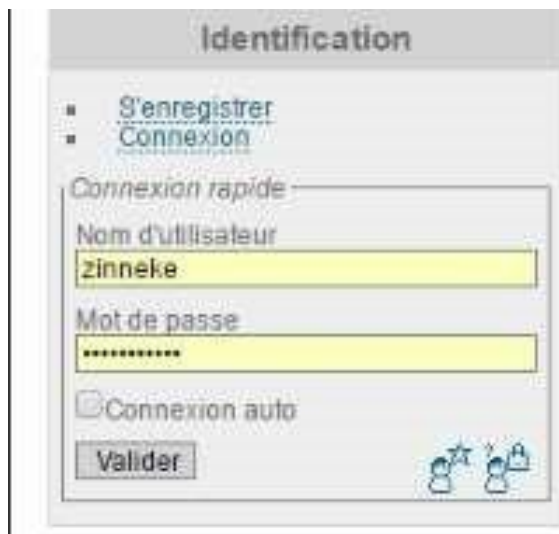 Identification
S'enregistrer
Connexion
Connexion rapide
Nom d'utilisateur
zinneke
Mot de passe
•••••••••••
Connexion auto
Valider